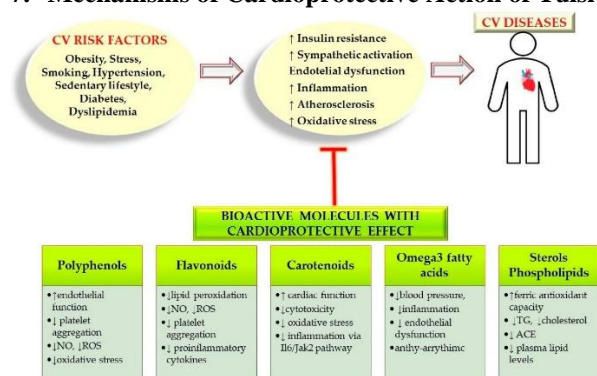 7. Mechanisms of Cardioprotective Action of Tulsi
CV RISK FACTORS
Obesity, Stress,
Smoking, Hypertension,
Sedentary lifestyle,
Diabetes,
Dyslipidemia
↑ Insulin resistance
↑ Sympathetic activation
Endotelial dysfunction
↑ Inflammation
↑ Atherosclerosis
↑ Oxidative stress
CV DISEASES
BIOACTIVE MOLECULES WITH
CARDIOPROTECTIVE EFFECT
Polyphenols
•↑endothelial
function
•↓ platelet
aggregation
•↓NO, ↓ROS
•↓oxidative stress
Flavonoids
•↓lipid peroxidation
•↓NO, ↓ROS
•↓ platelet
aggregation
•↓ proinflammatory
cytokines
Carotenoids
•↑ cardiac function
•↓cytotoxicity
•↓ oxidative stress
•↓ inflammation via
Il6/Jak2 pathway
Omega3 fatty
acids
•↓blood pressure,
•↓inflammation
•↓ endothelial
dysfunction
•anthy-arrythimc
Sterols
Phospholipids
•↑ferric antioxidant
capacity
•↓TG, ↓cholesterol
•↓ ACE
•↓ plasma lipid
levels